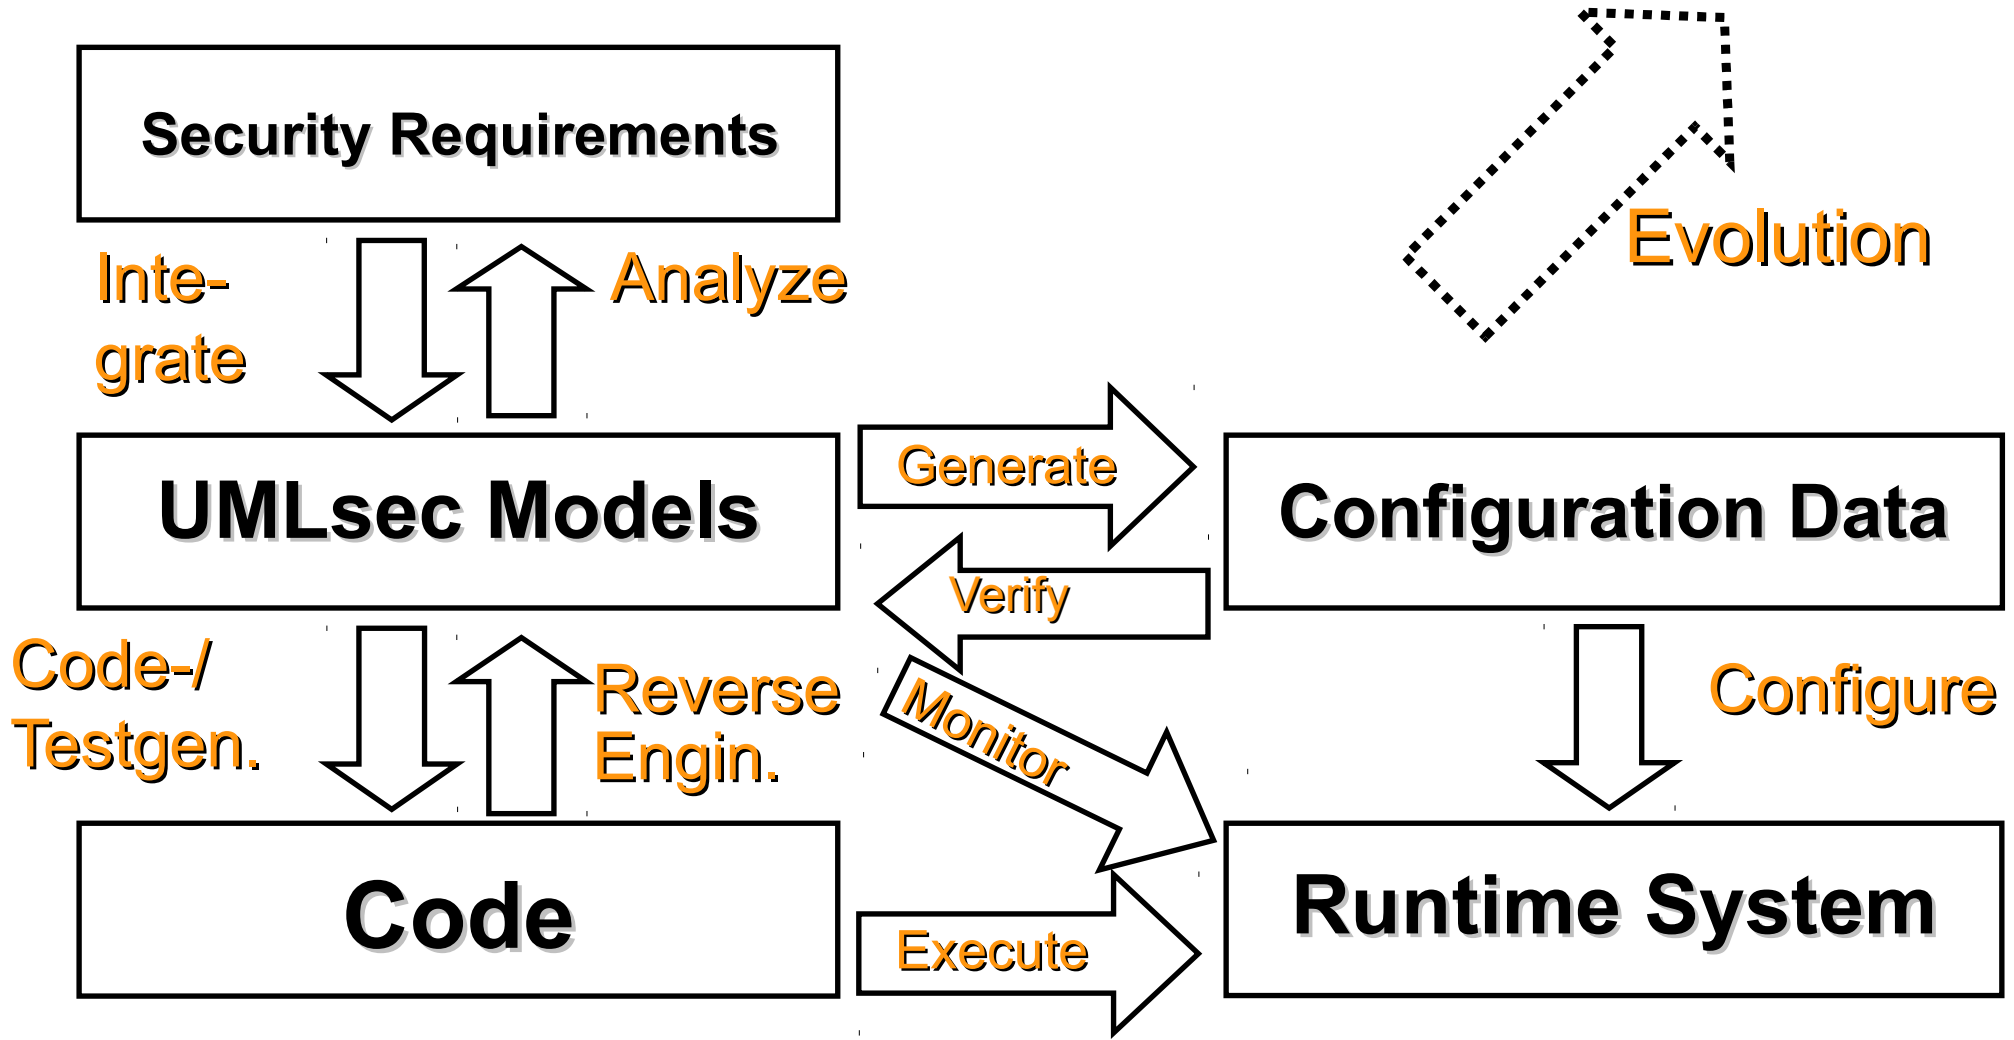 Security Requirements
Evolution
Inte-
grate
Analyze
UMLsec Models
Generate
Configuration Data
Verify
Code-/
Testgen.
Reverse
Engin.
Monitor
Configure
Code
Execute
Runtime System